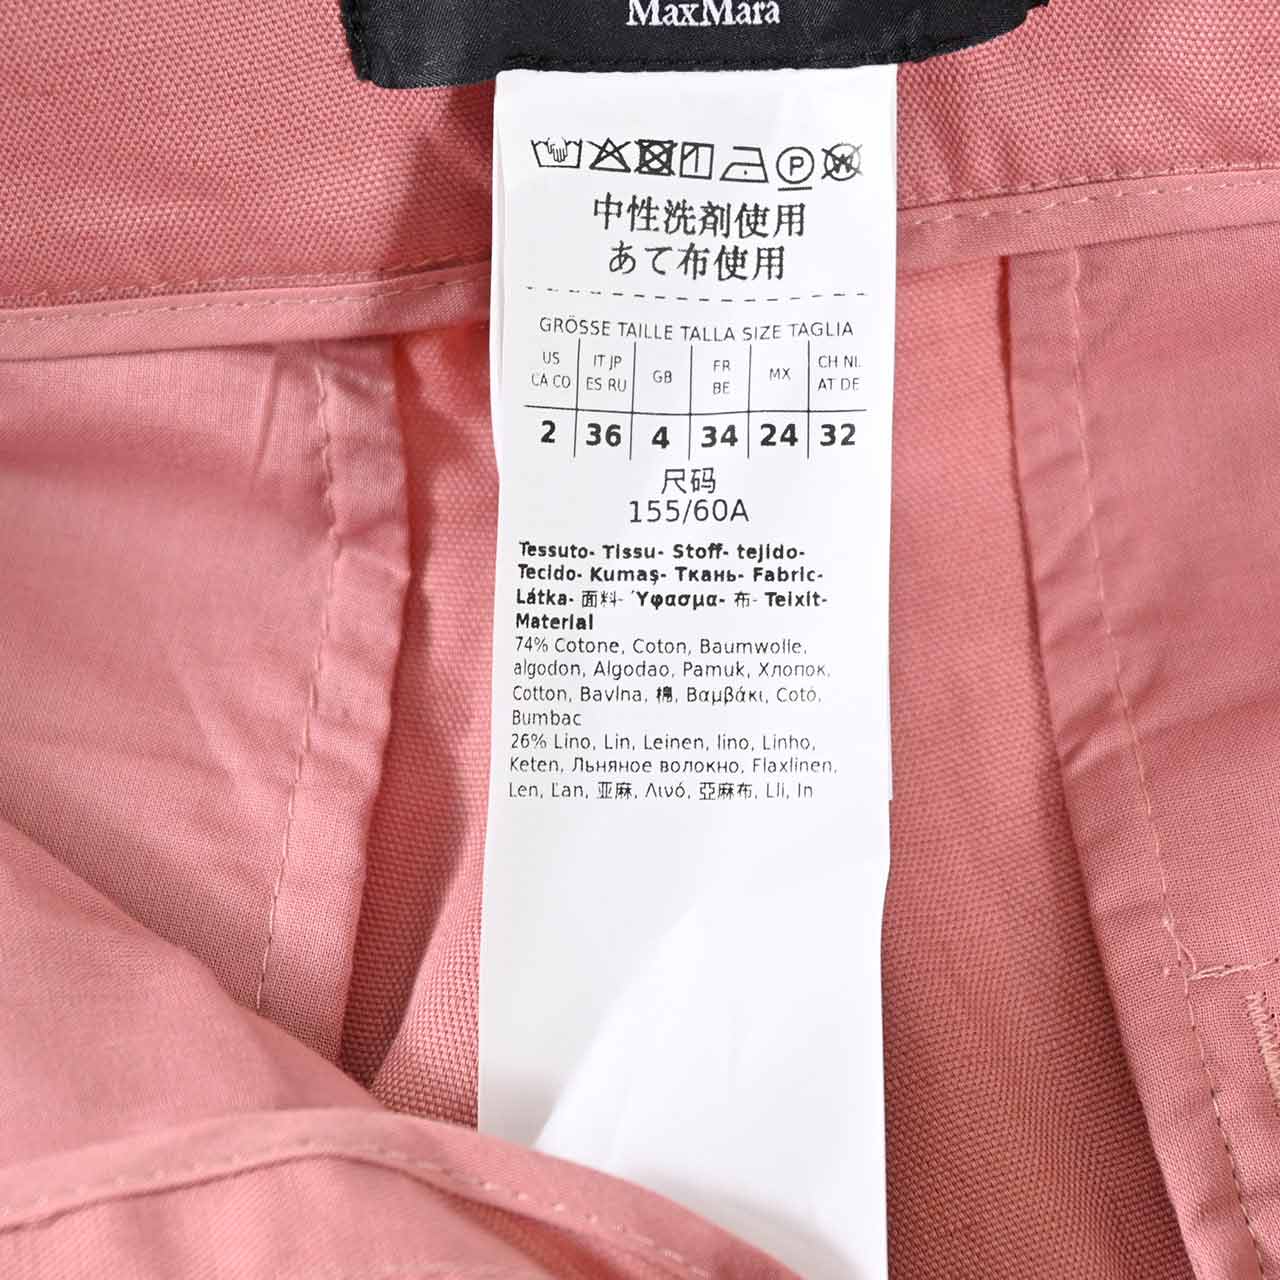 MaxMara
中性洗剤使用
あて布使用
GRÖSSE TAILLE TALLA SIZE TAGLIA
US CA CO | IT JP ES RU | GB | FR BE | MX | CH NL AT DE
2 | 36 | 4 | 34 | 24 | 32
尺码
155/60A
Tessuto- Tissu- Stoff- tejido-
Tecido- Kumaş- Ткань- Fabric-
Látka- 面料- Ύφασμα- 布- Teixit-
Material
74% Cotone, Coton, Baumwolle,
algodon, Algodao, Pamuk, Хлопок,
Cotton, Bavlna, 棉, Βαμβάκι, Cotó,
Bumbac
26% Lino, Lin, Leinen, lino, Linho,
Keten, Льняное волокно, Flaxlinen,
Len, Ľan, 亚麻, Λινό, 亞麻布, Lli, In